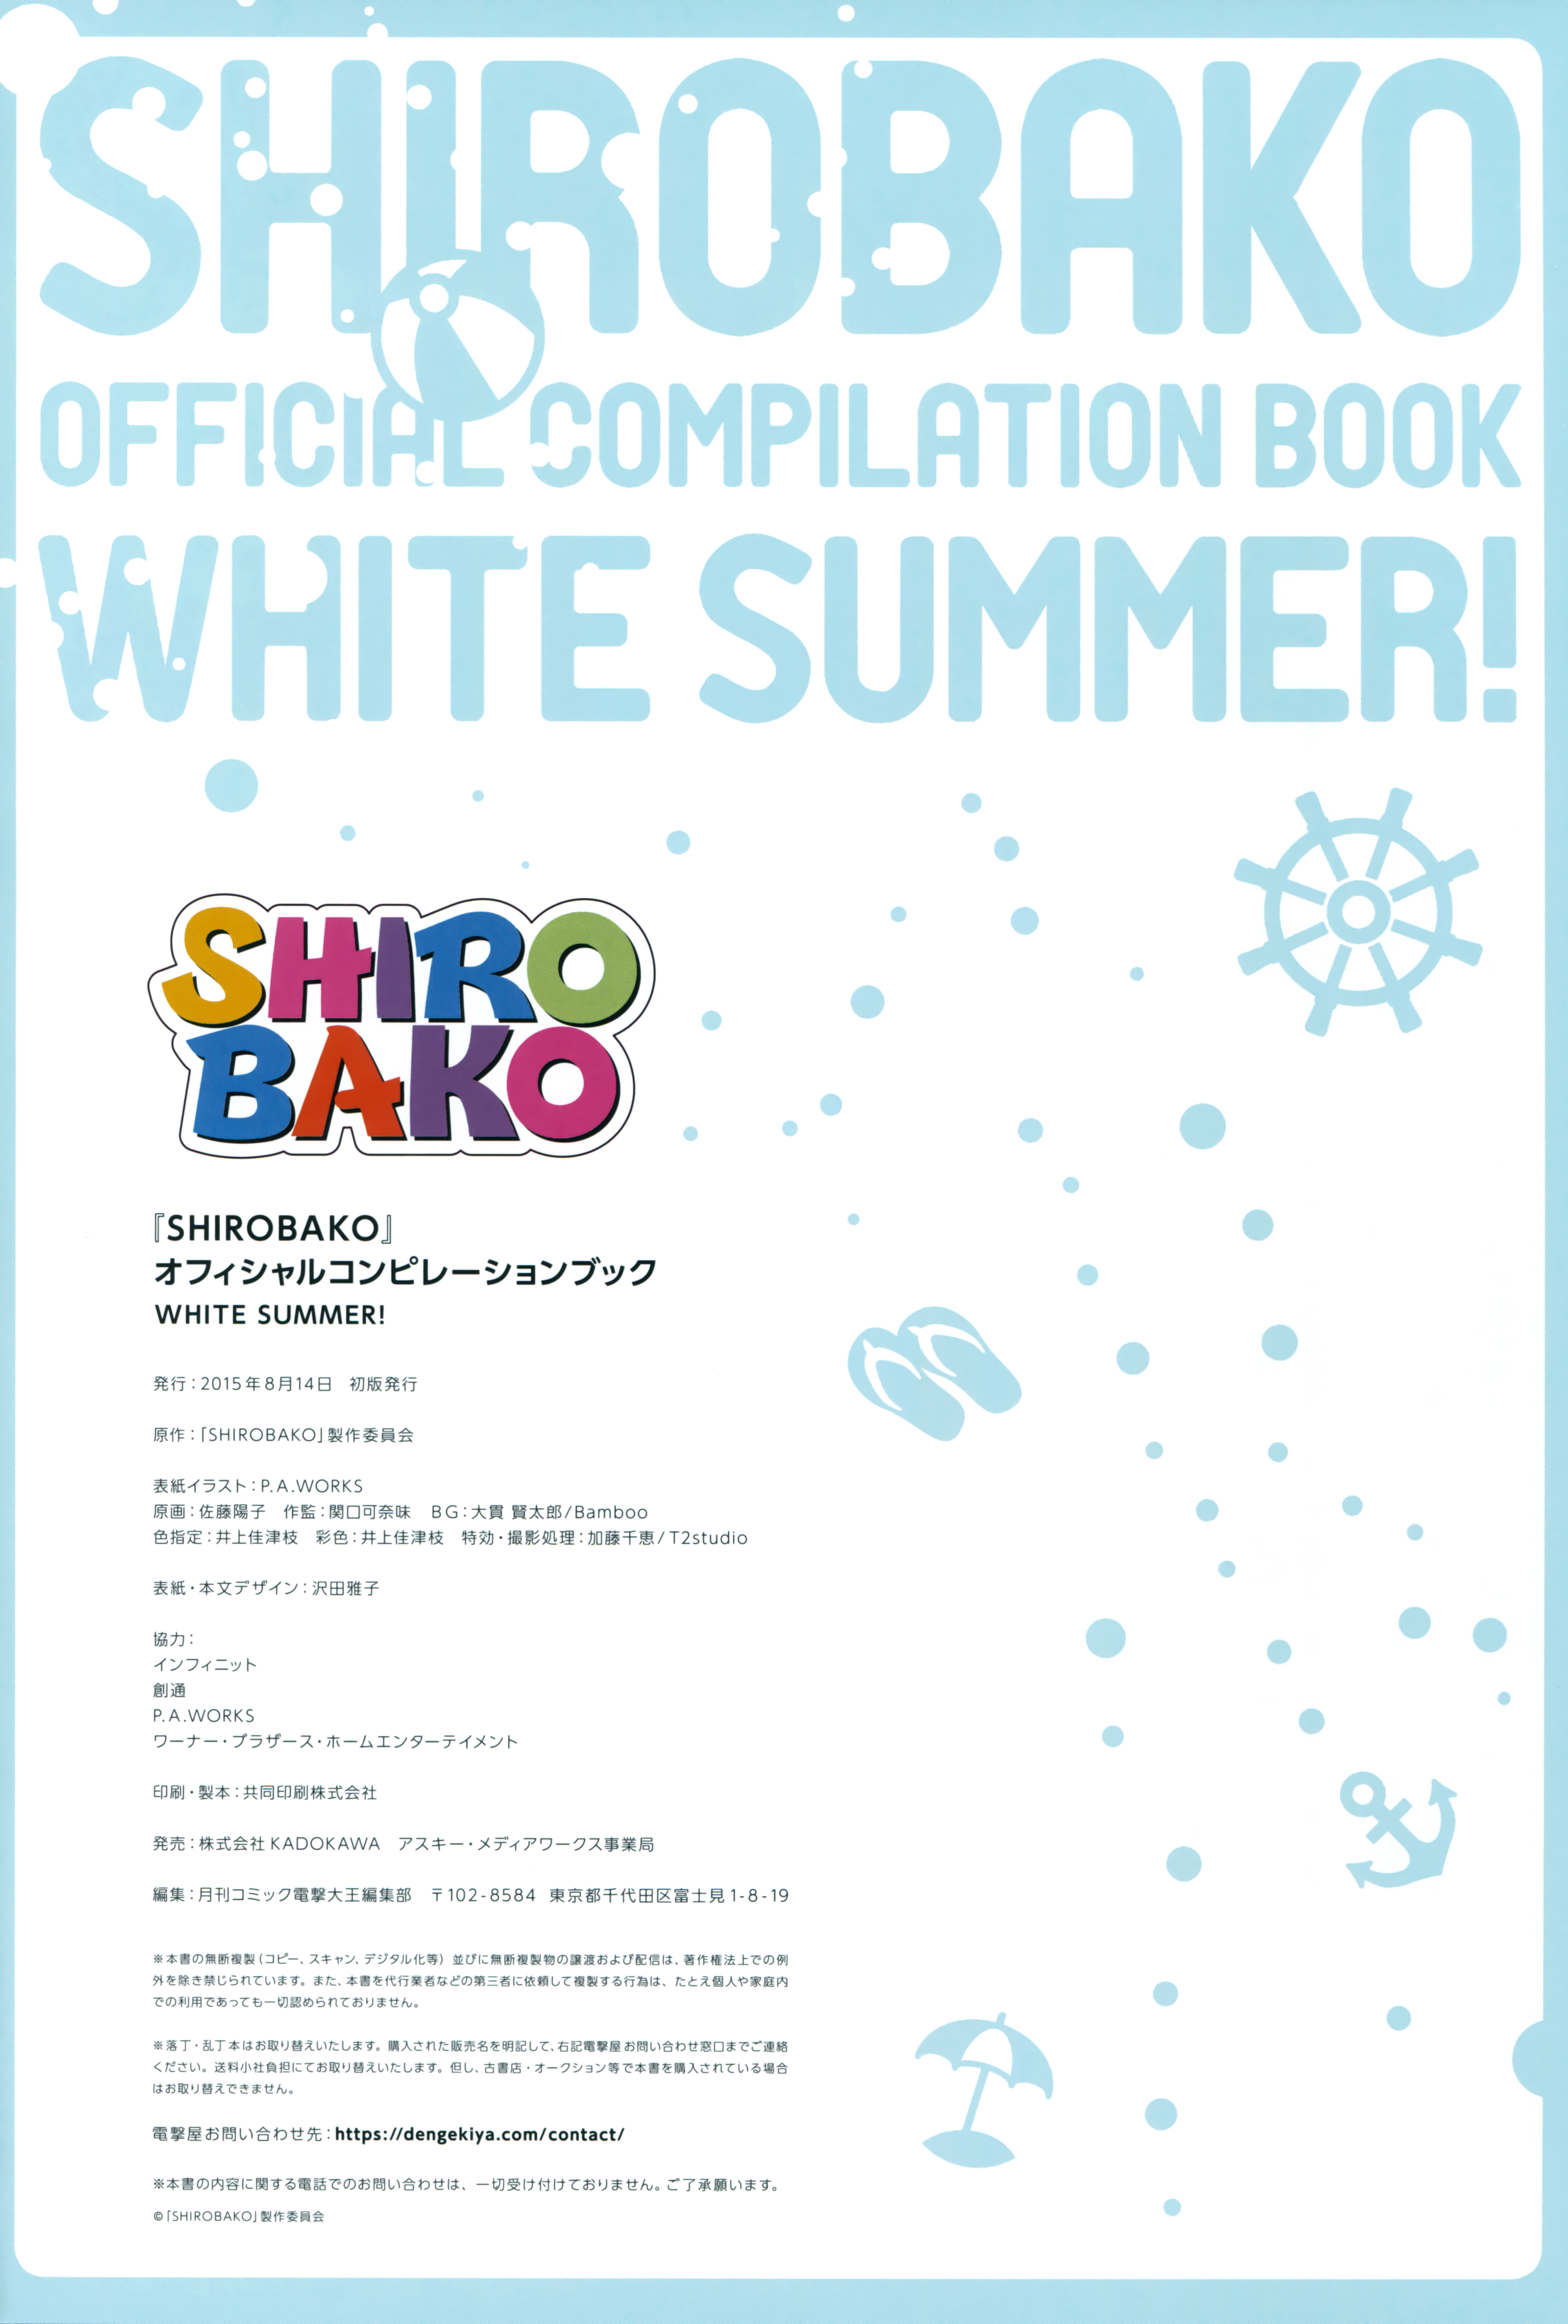 SHIROBAKO
OFFICIAL COMPILATION BOOK
WHITE SUMMER!
SHIRO
BAKO
『SHIROBAKO』
オフィシャルコンピレーションブック
WHITE SUMMER!
発行：2015年8月14日　初版発行
原作：「SHIROBAKO」製作委員会
表紙イラスト：P.A.WORKS
原画：佐藤陽子　作監：関口可奈味　BG：大貫 賢太郎/Bamboo
色指定：井上佳津枝　彩色：井上佳津枝　特効・撮影処理：加藤千恵/T2studio
表紙・本文デザイン：沢田雅子
協力：
インフィニット
創通
P.A.WORKS
ワーナー・ブラザース・ホームエンターテイメント
印刷・製本：共同印刷株式会社
発売：株式会社KADOKAWA　アスキー・メディアワークス事業局
編集：月刊コミック電撃大王編集部　〒102-8584　東京都千代田区富士見1-8-19
※本書の無断複製（コピー、スキャン、デジタル化等）並びに無断複製物の譲渡および配信は、著作権法上での例
外を除き禁じられています。また、本書を代行業者などの第三者に依頼して複製する行為は、たとえ個人や家庭内
での利用であっても一切認められておりません。
※落丁・乱丁本はお取り替えいたします。購入された販売名を明記して、右記電撃屋お問い合わせ窓口までご連絡
ください。送料小社負担にてお取り替えいたします。但し、古書店・オークション等で本書を購入されている場合
はお取り替えできません。
電撃屋お問い合わせ先：https://dengekiya.com/contact/
※本書の内容に関する電話でのお問い合わせは、一切受け付けておりません。ご了承願います。
©「SHIROBAKO」製作委員会